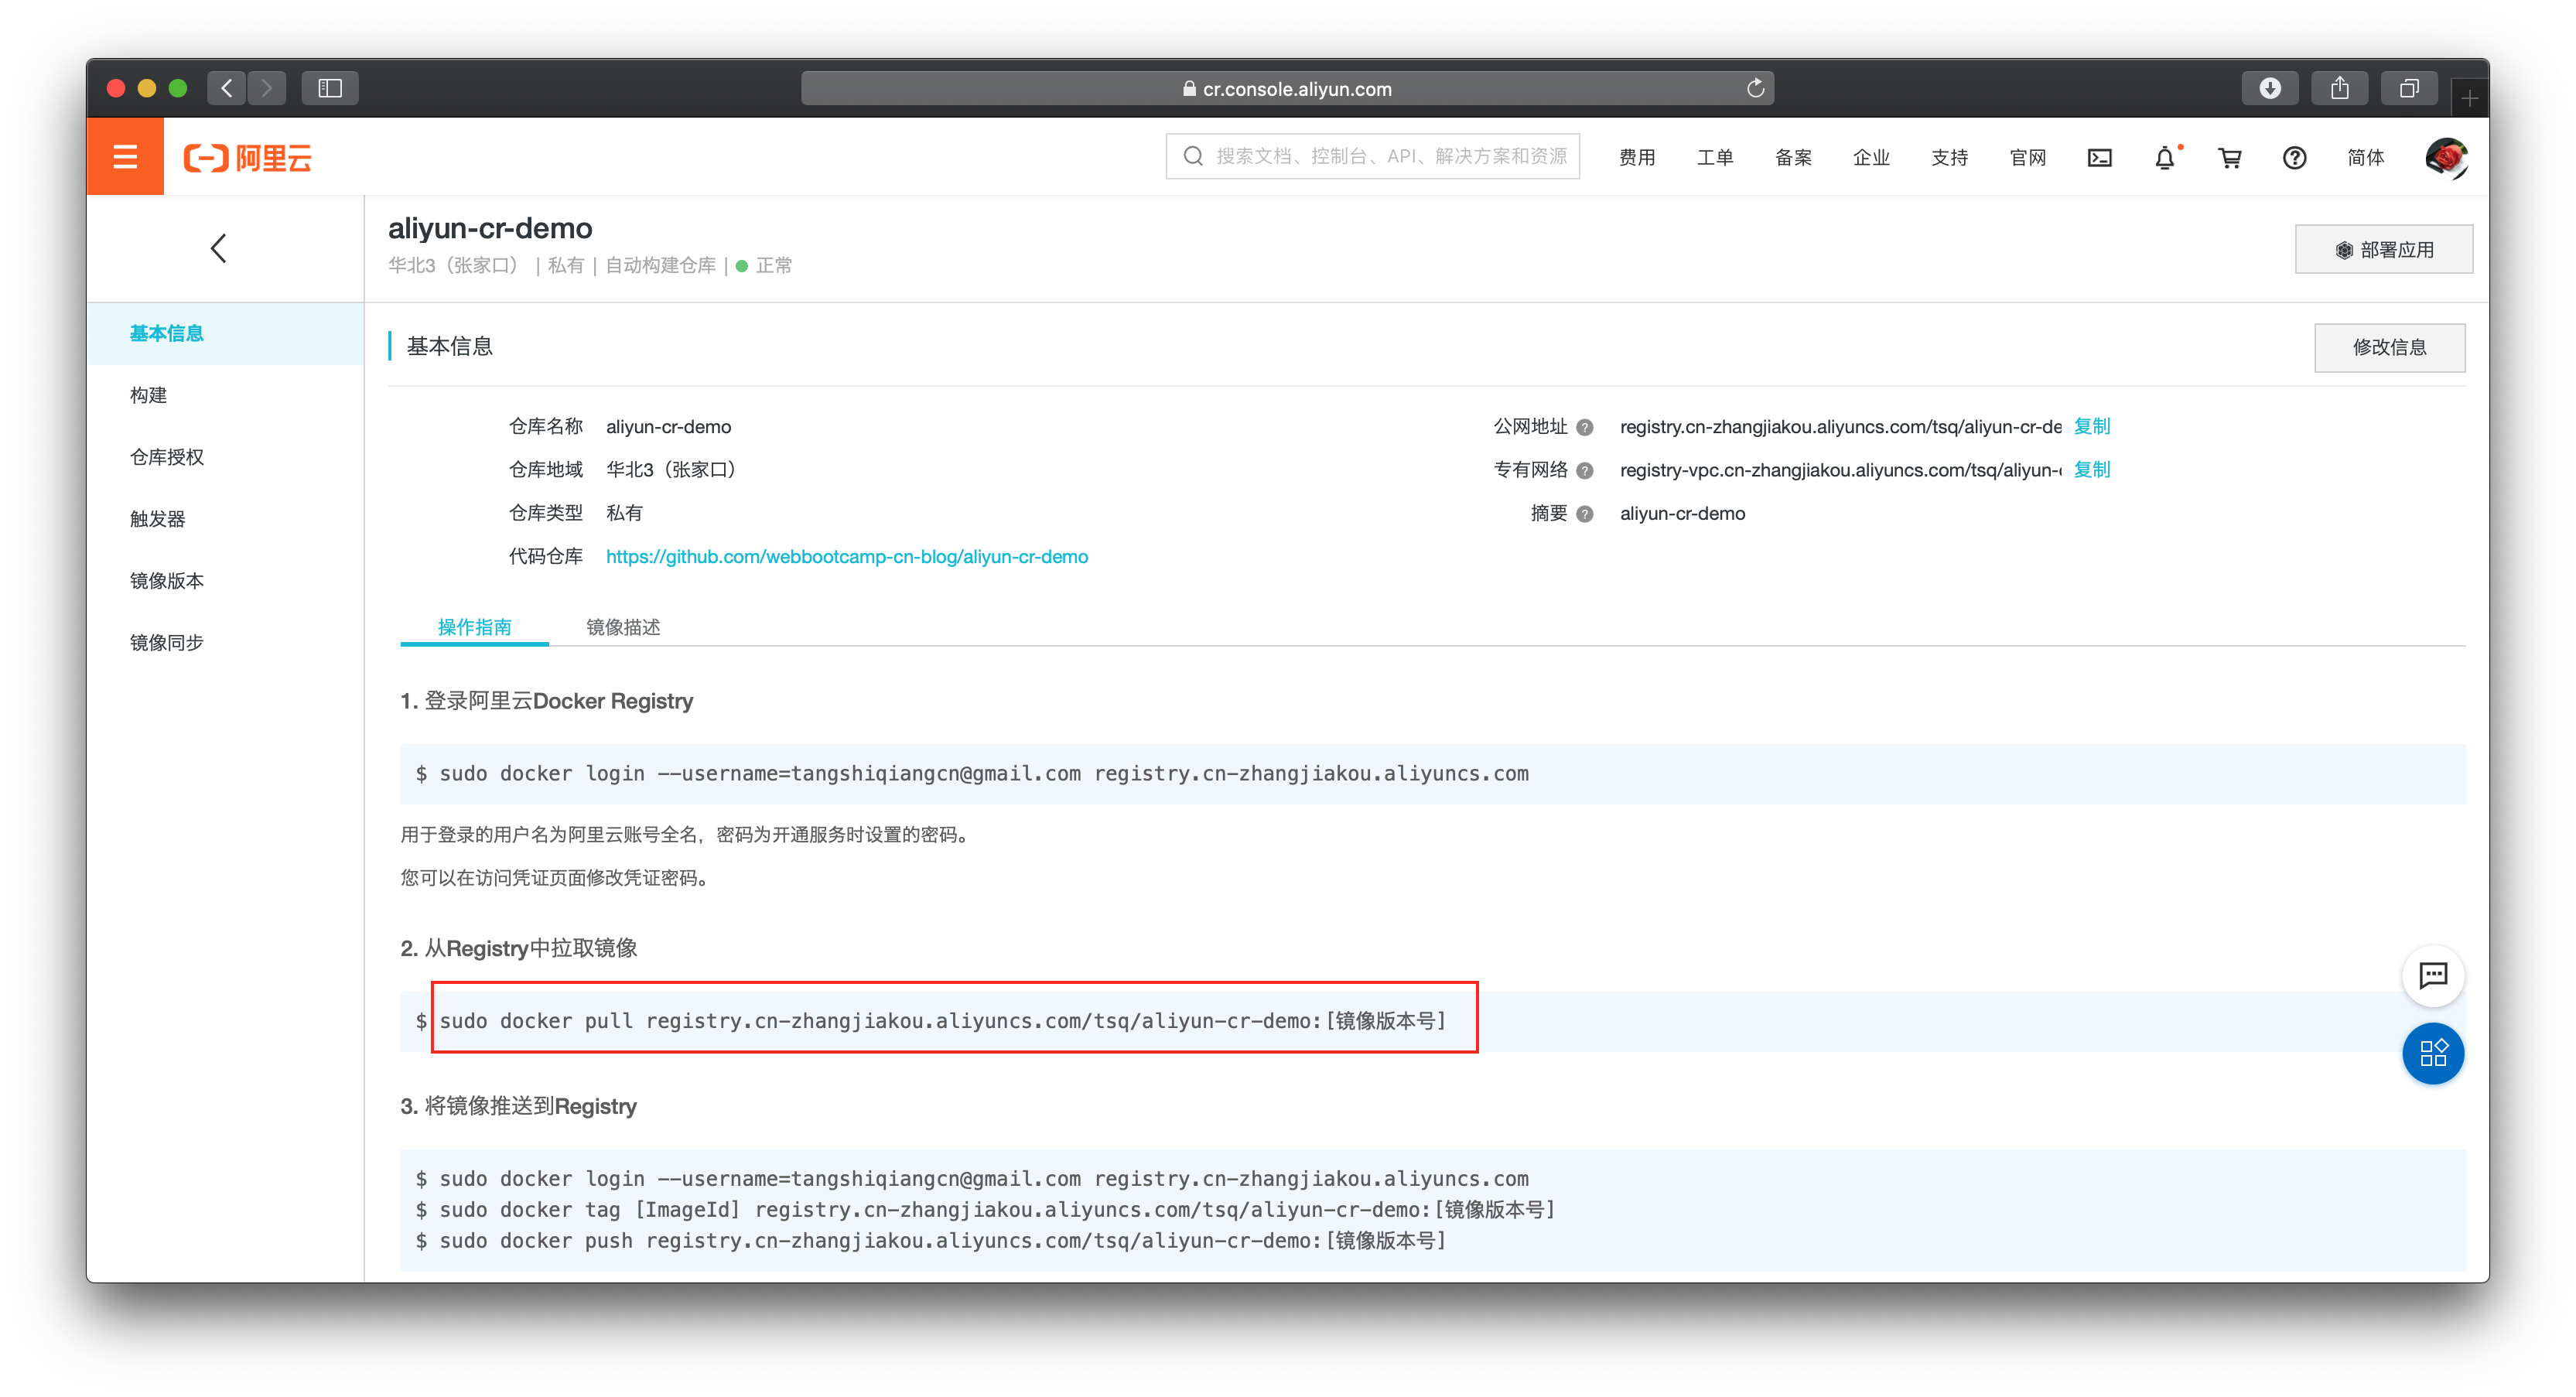 cr.console.aliyun.com
阿里云
搜索文档、控制台、API、解决方案和资源
费用 工单 备案 企业 支持 官网 简体
aliyun-cr-demo
华北3（张家口） | 私有 | 自动构建仓库 | 正常
部署应用
基本信息
构建
仓库授权
触发器
镜像版本
镜像同步
基本信息
修改信息
仓库名称 aliyun-cr-demo
公网地址 registry.cn-zhangjiakou.aliyuncs.com/tsq/aliyun-cr-de 复制
仓库地域 华北3（张家口）
专有网络 registry-vpc.cn-zhangjiakou.aliyuncs.com/tsq/aliyun- 复制
仓库类型 私有
摘要 aliyun-cr-demo
代码仓库 https://github.com/webbootcamp-cn-blog/aliyun-cr-demo
操作指南 镜像描述
1. 登录阿里云Docker Registry
$ sudo docker login --username=tangshiqiangcn@gmail.com registry.cn-zhangjiakou.aliyuncs.com
用于登录的用户名为阿里云账号全名，密码为开通服务时设置的密码。
您可以在访问凭证页面修改凭证密码。
2. 从Registry中拉取镜像
$ sudo docker pull registry.cn-zhangjiakou.aliyuncs.com/tsq/aliyun-cr-demo:[镜像版本号]
3. 将镜像推送到Registry
$ sudo docker login --username=tangshiqiangcn@gmail.com registry.cn-zhangjiakou.aliyuncs.com
$ sudo docker tag [ImageId] registry.cn-zhangjiakou.aliyuncs.com/tsq/aliyun-cr-demo:[镜像版本号]
$ sudo docker push registry.cn-zhangjiakou.aliyuncs.com/tsq/aliyun-cr-demo:[镜像版本号]